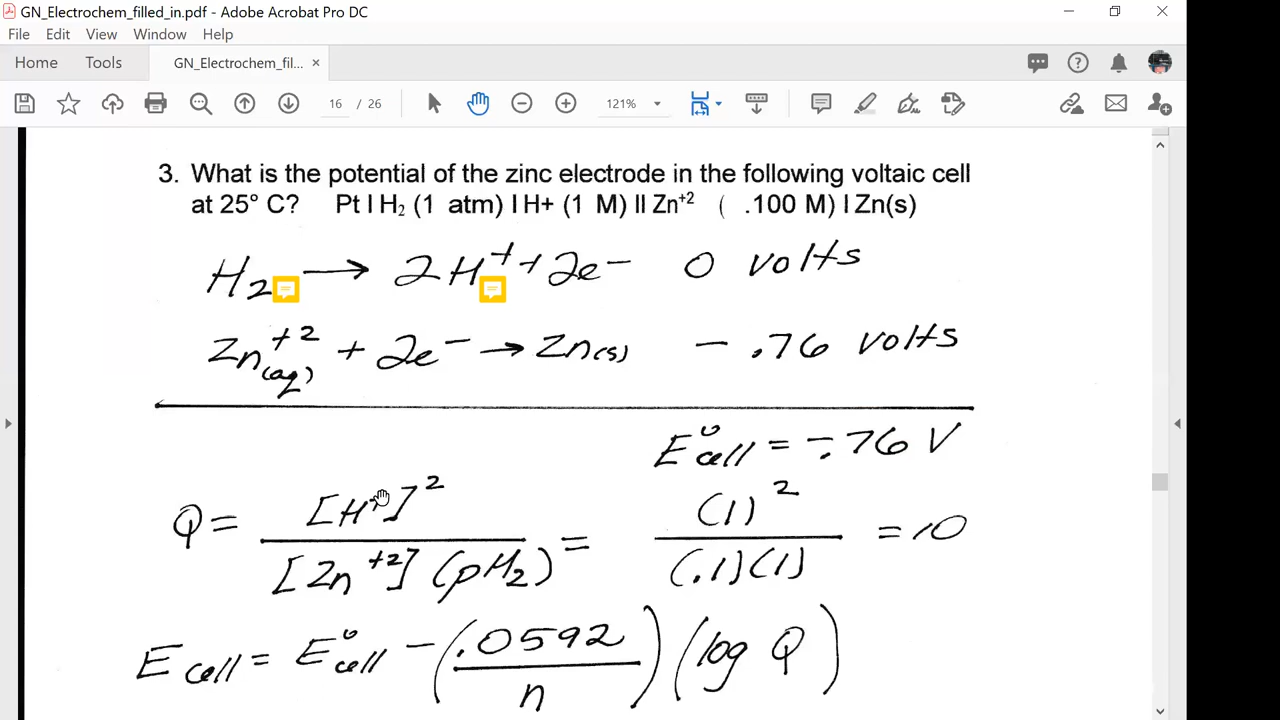 GN_Electrochem_filled_in.pdf - Adobe Acrobat Pro DC
File Edit View Window Help
Home Tools GN_Electrochem_fil... ×
16 / 26 121%
3. What is the potential of the zinc electrode in the following voltaic cell
at 25° C? Pt I H₂ (1 atm) I H+ (1 M) II Zn⁺² ( .100 M) I Zn(s)
H₂ → 2H⁺ + 2e⁻ 0 volts
Zn⁺²(aq) + 2e⁻ → Zn(s) - .76 volts
E°cell = -.76 V
Q = [H⁺]² / [Zn⁺²] (pH₂) = (1)² / (.1)(1) = 10
Ecell = E°cell - (.0592 / n) (log Q)